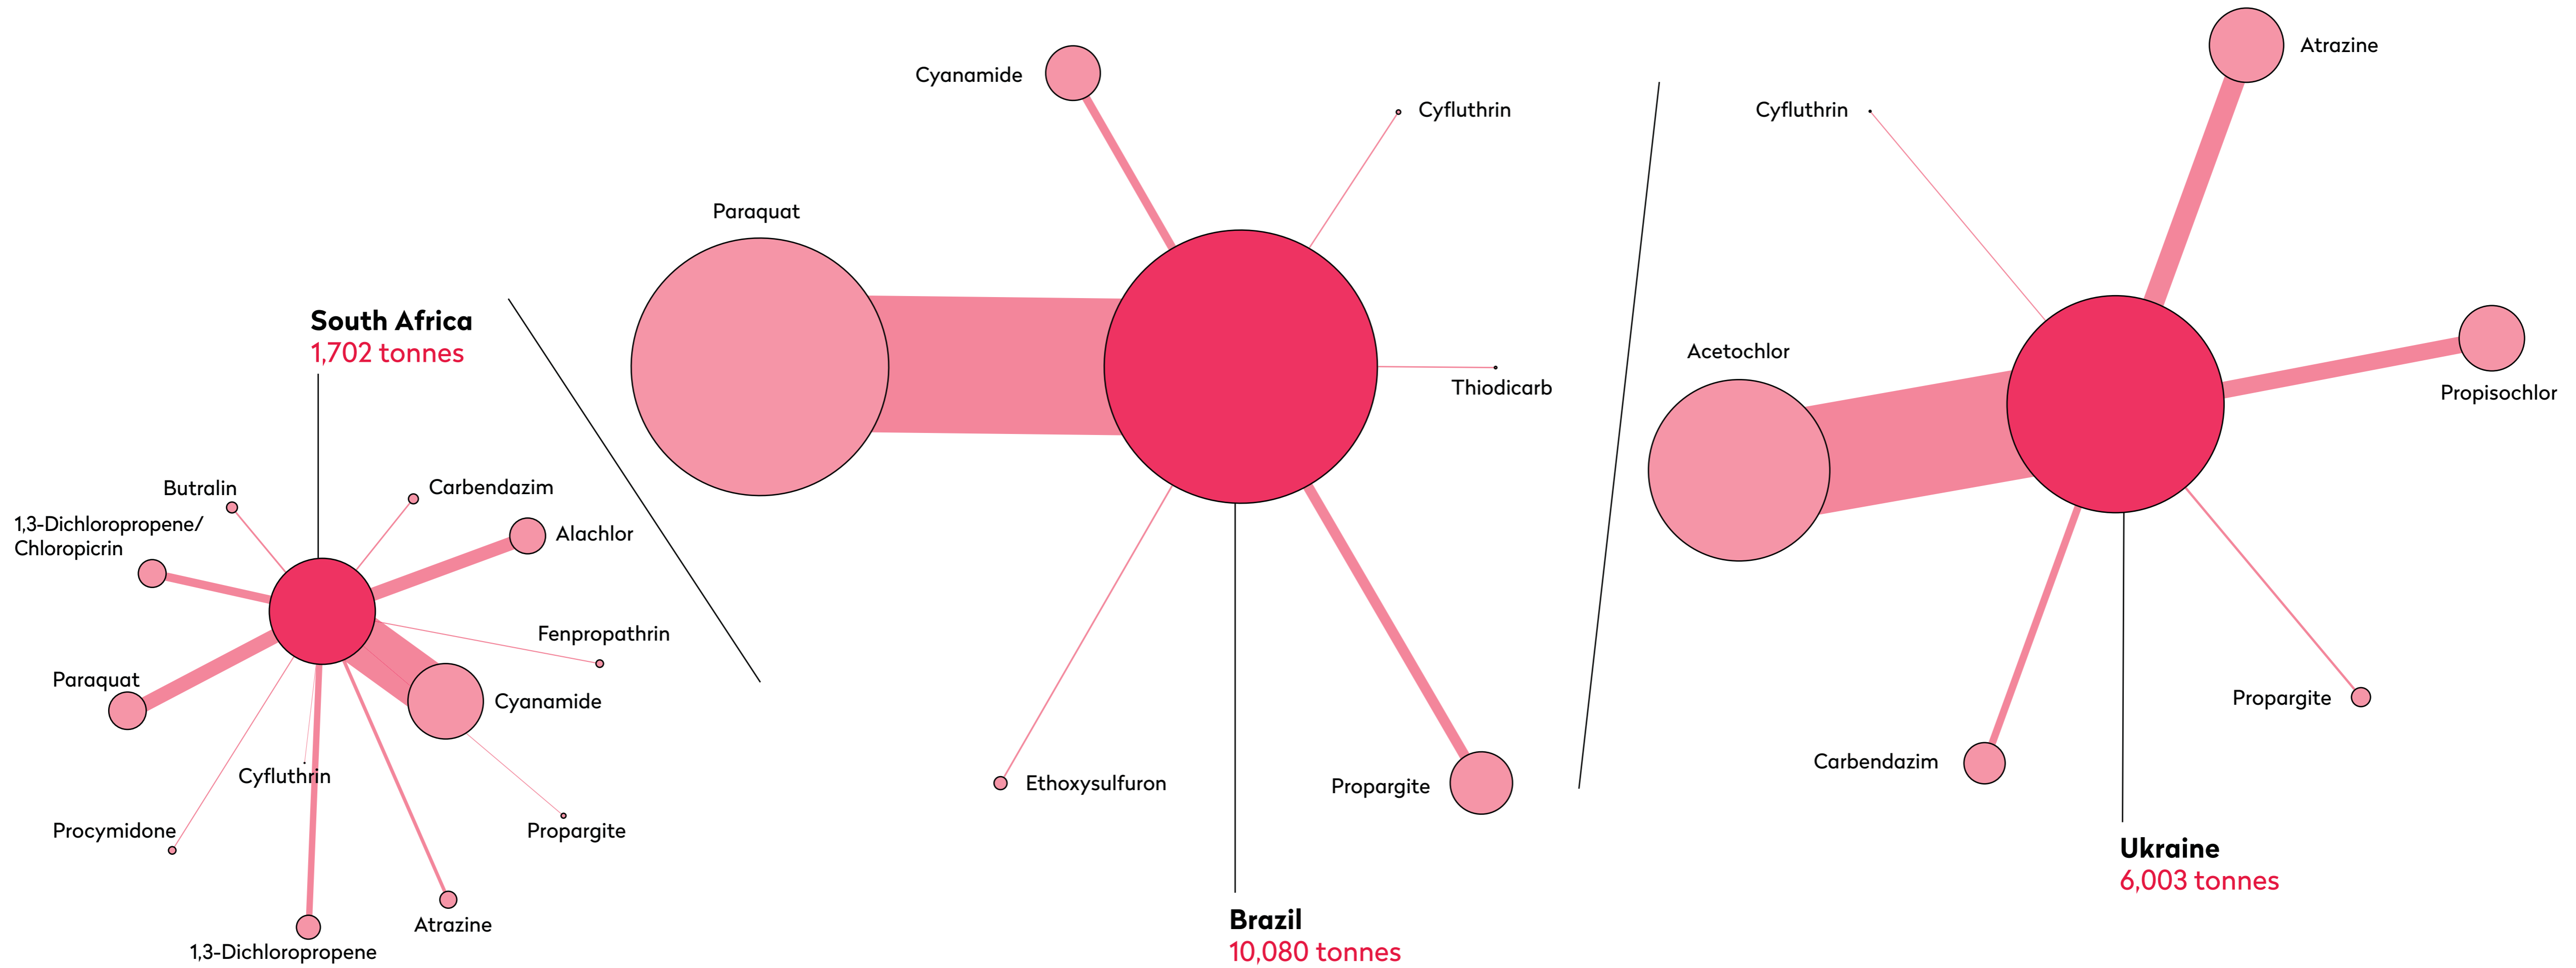 South Africa
1,702 tonnes
Butralin
Carbendazim
1,3-Dichloropropene/
Chloropicrin
Alachlor
Fenpropathrin
Paraquat
Cyanamide
Cyfluthrin
Procymidone
Propargite
Atrazine
1,3-Dichloropropene
Cyanamide
Cyfluthrin
Paraquat
Thiodicarb
Ethoxysulfuron
Propargite
Brazil
10,080 tonnes
Atrazine
Cyfluthrin
Acetochlor
Propisochlor
Propargite
Carbendazim
Ukraine
6,003 tonnes